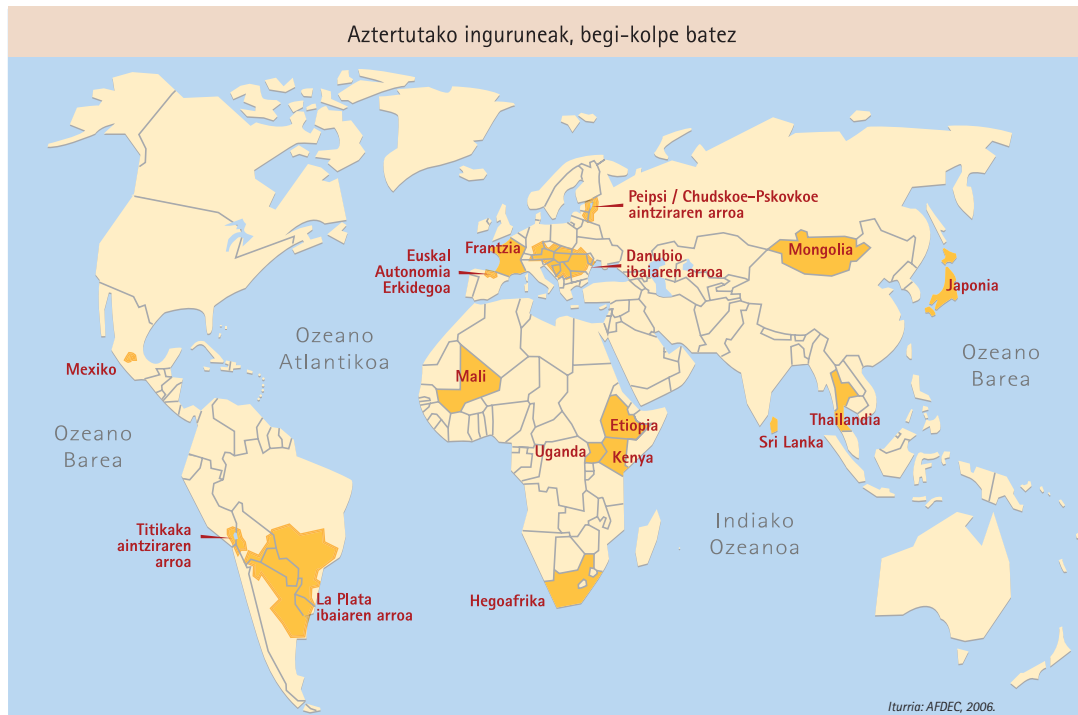 Aztertutako inguruneak, begi-kolpe batez
Peipsi / Chudskoe-Pskovkoe
aintziraren arroa
Frantzia
Euskal
Autonomia
Erkidegoa
Danubio
ibaiaren arroa
Mongolia
Japonia
Ozeano
Atlantikoa
Mexiko
Mali
Ozeano
Barea
Etiopia
Thailandia
Sri Lanka
Ozeano
Barea
Uganda
Kenya
Titikaka
aintziraren
arroa
Indiako
Ozeanoa
Hegoafrika
La Plata
ibaiaren arroa
Iturria: AFDEC, 2006.